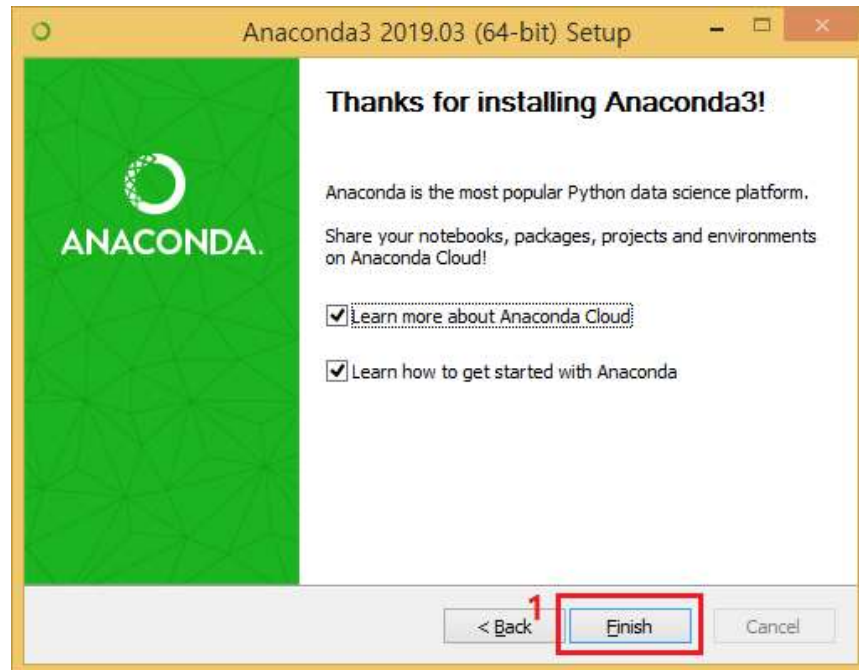 Anaconda3 2019.03 (64-bit) Setup
Thanks for installing Anaconda3!
ANACONDA.
Anaconda is the most popular Python data science platform.
Share your notebooks, packages, projects and environments
on Anaconda Cloud!
Learn more about Anaconda Cloud
Learn how to get started with Anaconda
1
< Back
Finish
Cancel